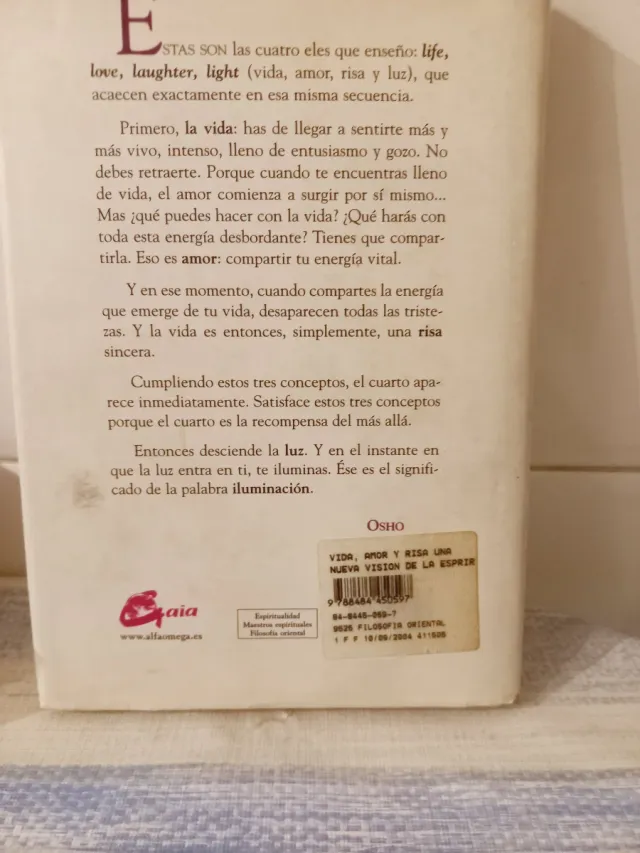 ESTAS SON las cuatro eles que enseño: life,
love, laughter, light (vida, amor, risa y luz), que
acaecen exactamente en esa misma secuencia.
Primero, la vida: has de llegar a sentirte más y
más vivo, intenso, lleno de entusiasmo y gozo. No
debes retraerte. Porque cuando te encuentras lleno
de vida, el amor comienza a surgir por sí mismo...
Mas ¿qué puedes hacer con la vida? ¿Qué harás con
toda esta energía desbordante? Tienes que compar-
tirla. Eso es amor: compartir tu energía vital.
Y en ese momento, cuando compartes la energía
que emerge de tu vida, desaparecen todas las triste-
zas. Y la vida es entonces, simplemente, una risa
sincera.
Cumpliendo estos tres conceptos, el cuarto apa-
rece inmediatamente. Satisface estos tres conceptos
porque el cuarto es la recompensa del más allá.
Entonces desciende la luz. Y en el instante en
que la luz entra en ti, te iluminas. Ése es el signifi-
cado de la palabra iluminación.
OSHO
VIDA, AMOR Y RISA UNA
NUEVA VISION DE LA ESPRIR
9 788484 450597
84-8445-059-7
9525 FILOSOFIA ORIENTAL
1 F F 10/09/2004 411505
Gaia
www.alfaomega.es
Espiritualidad
Maestros espirituales
Filosofía oriental